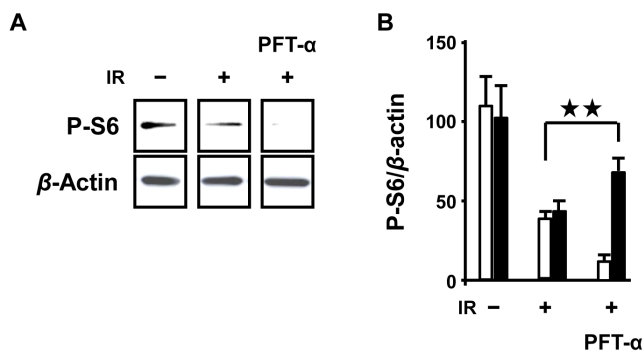 A
PFT-α
IR − + +
P-S6
β-Actin
B
P-S6/β-actin
150
100
50
0
★★
IR − + +
PFT-α